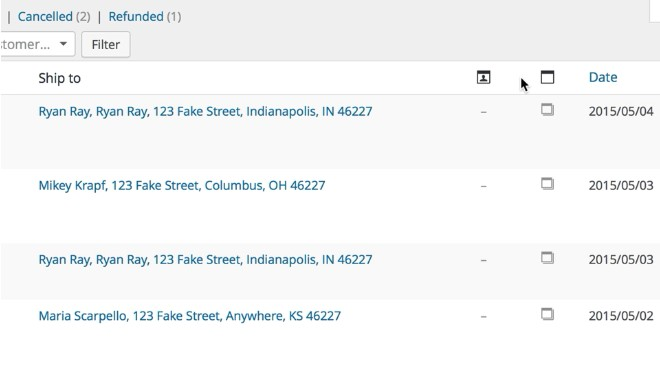 | Cancelled (2) | Refunded (1)
stomer... Filter
Ship to Date
Ryan Ray, Ryan Ray, 123 Fake Street, Indianapolis, IN 46227 – 2015/05/04
Mikey Krapf, 123 Fake Street, Columbus, OH 46227 – 2015/05/03
Ryan Ray, Ryan Ray, 123 Fake Street, Indianapolis, IN 46227 – 2015/05/03
Maria Scarpello, 123 Fake Street, Anywhere, KS 46227 – 2015/05/02